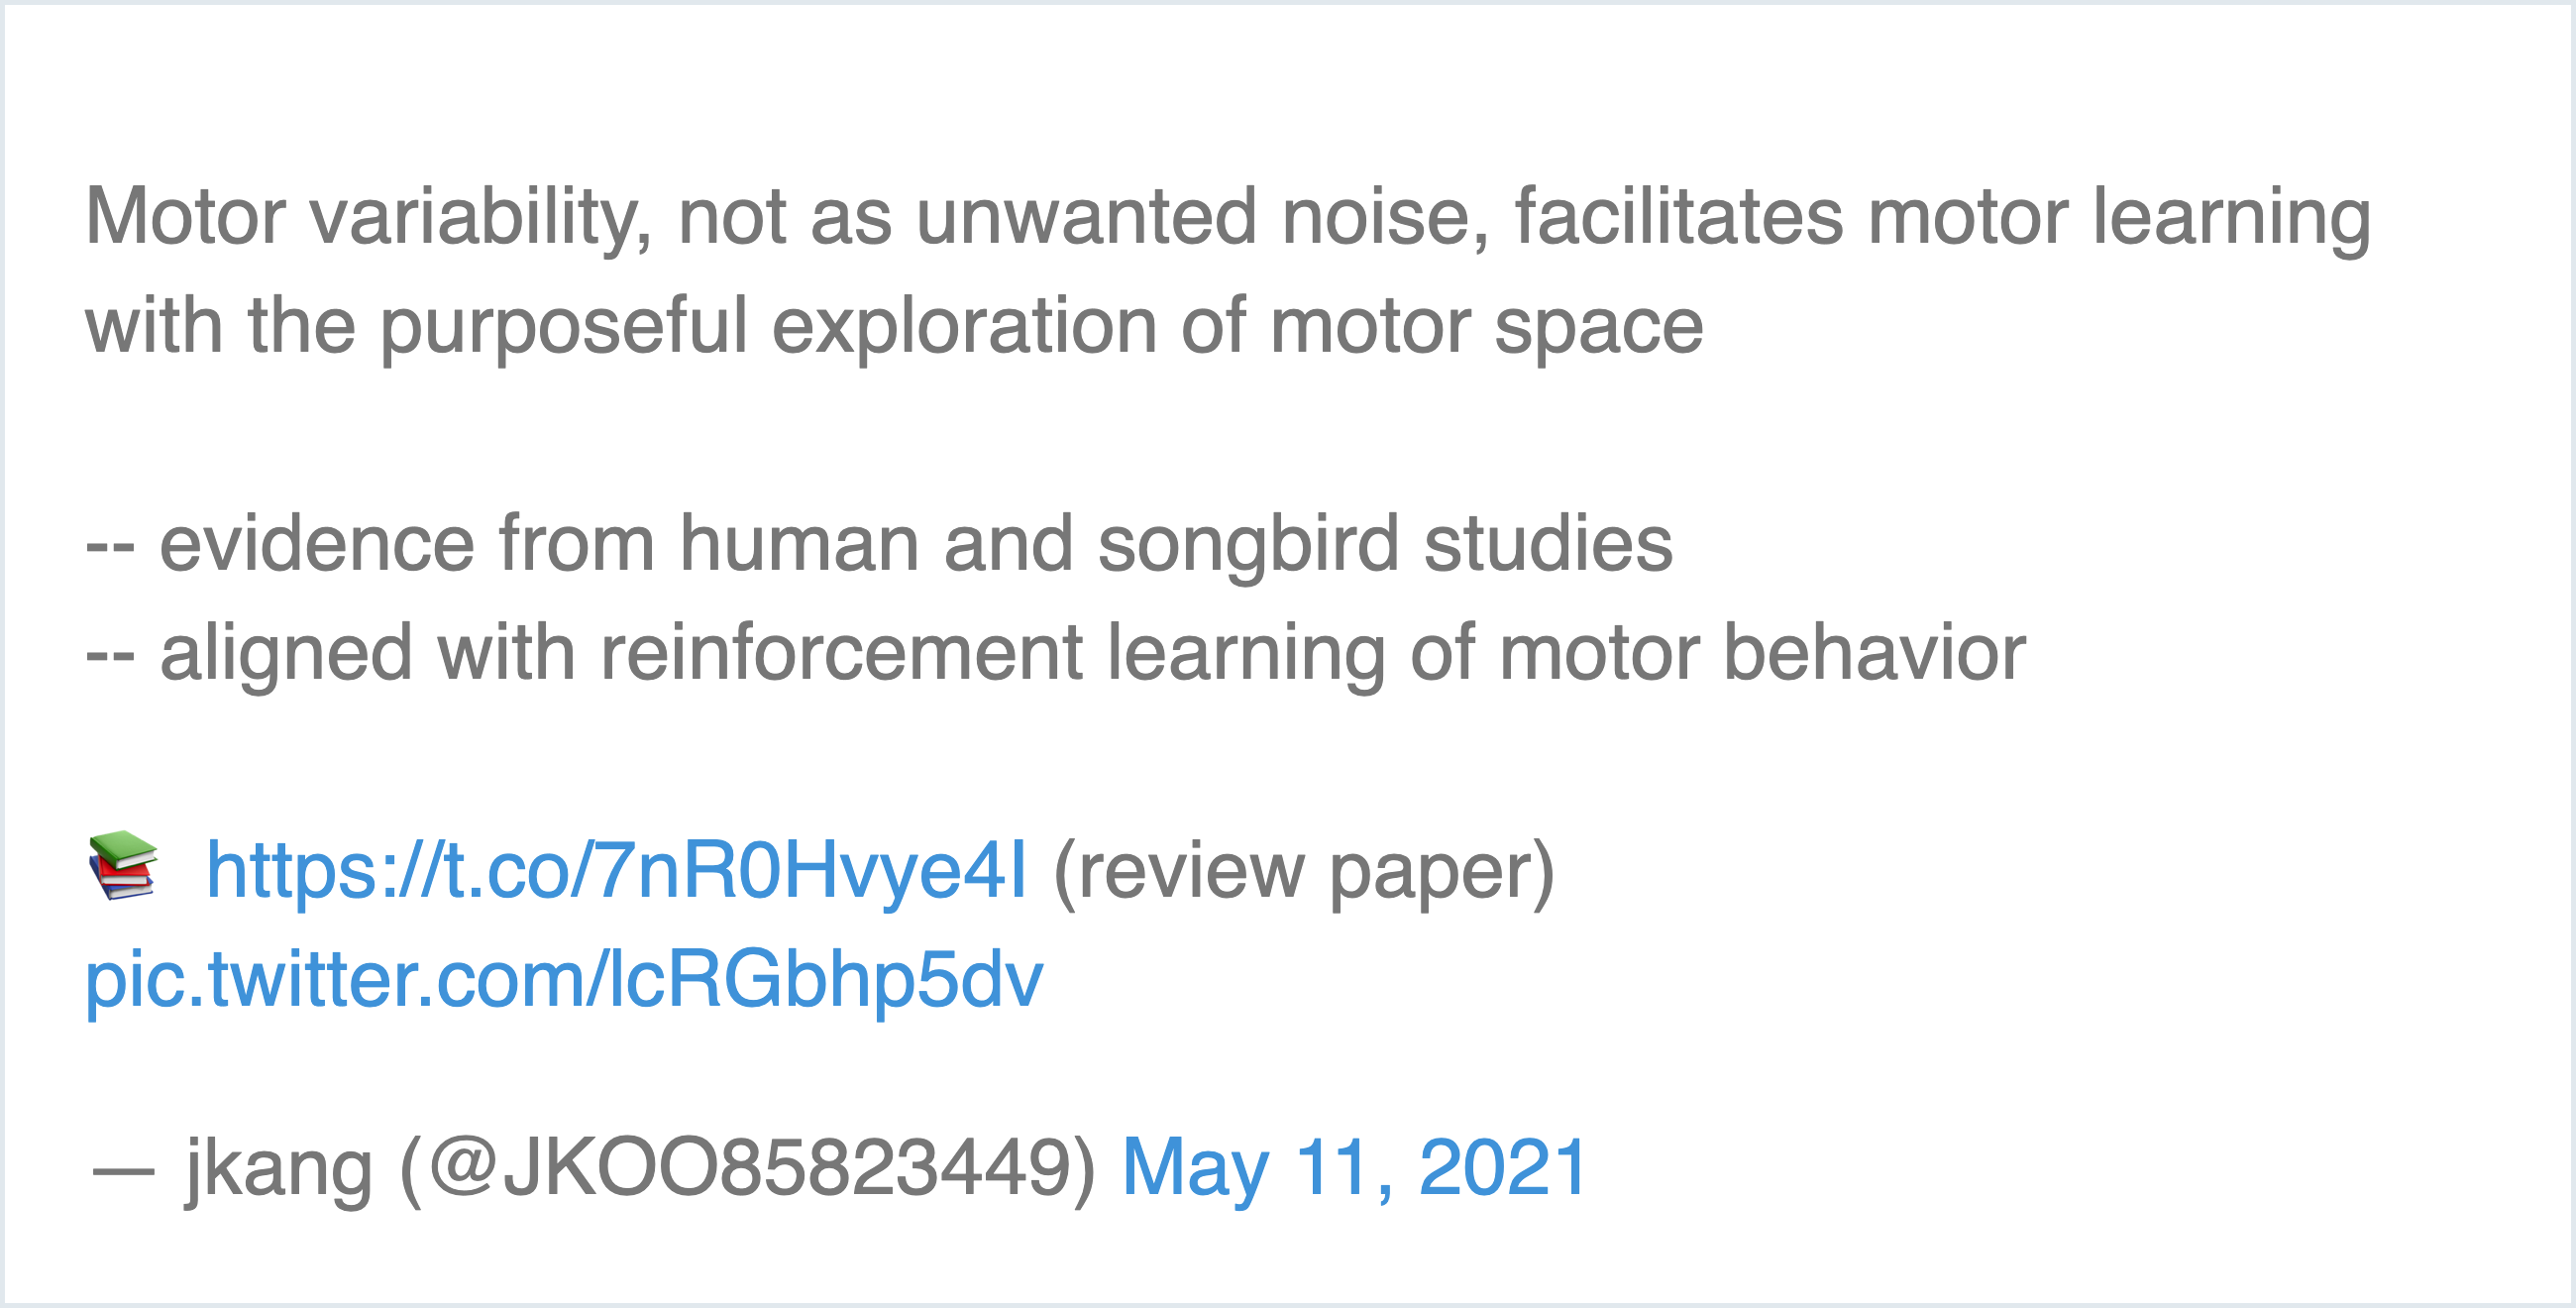 Motor variability, not as unwanted noise, facilitates motor learning
with the purposeful exploration of motor space
-- evidence from human and songbird studies
-- aligned with reinforcement learning of motor behavior
📚 https://t.co/7nR0Hvye4l (review paper)
pic.twitter.com/lcRGbhp5dv
— jkang (@JKOO85823449) May 11, 2021